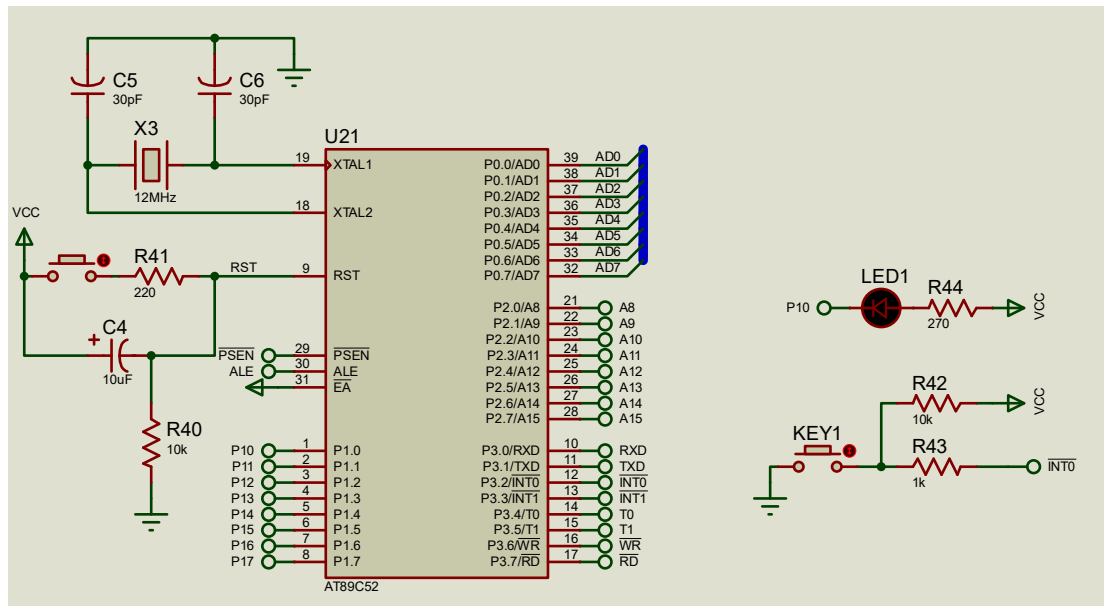 C5
30pF
C6
30pF
X3
12MHz
U21
19
XTAL1
18
XTAL2
VCC
R41
220
RST
9
RST
C4
+
10uF
R40
10k
PSEN
29
PSEN
ALE
30
ALE
31
EA
P10
1
P1.0
P11
2
P1.1
P12
3
P1.2
P13
4
P1.3
P14
5
P1.4
P15
6
P1.5
P16
7
P1.6
P17
8
P1.7
AT89C52
P0.0/AD0
39
AD0
P0.1/AD1
38
AD1
P0.2/AD2
37
AD2
P0.3/AD3
36
AD3
P0.4/AD4
35
AD4
P0.5/AD5
34
AD5
P0.6/AD6
33
AD6
P0.7/AD7
32
AD7
P2.0/A8
21
A8
P2.1/A9
22
A9
P2.2/A10
23
A10
P2.3/A11
24
A11
P2.4/A12
25
A12
P2.5/A13
26
A13
P2.6/A14
27
A14
P2.7/A15
28
A15
P3.0/RXD
10
RXD
P3.1/TXD
11
TXD
P3.2/INT0
12
INT0
P3.3/INT1
13
INT1
P3.4/T0
14
T0
P3.5/T1
15
T1
P3.6/WR
16
WR
P3.7/RD
17
RD
LED1
P10
R44
270
VCC
R42
10k
VCC
KEY1
R43
1k
INT0